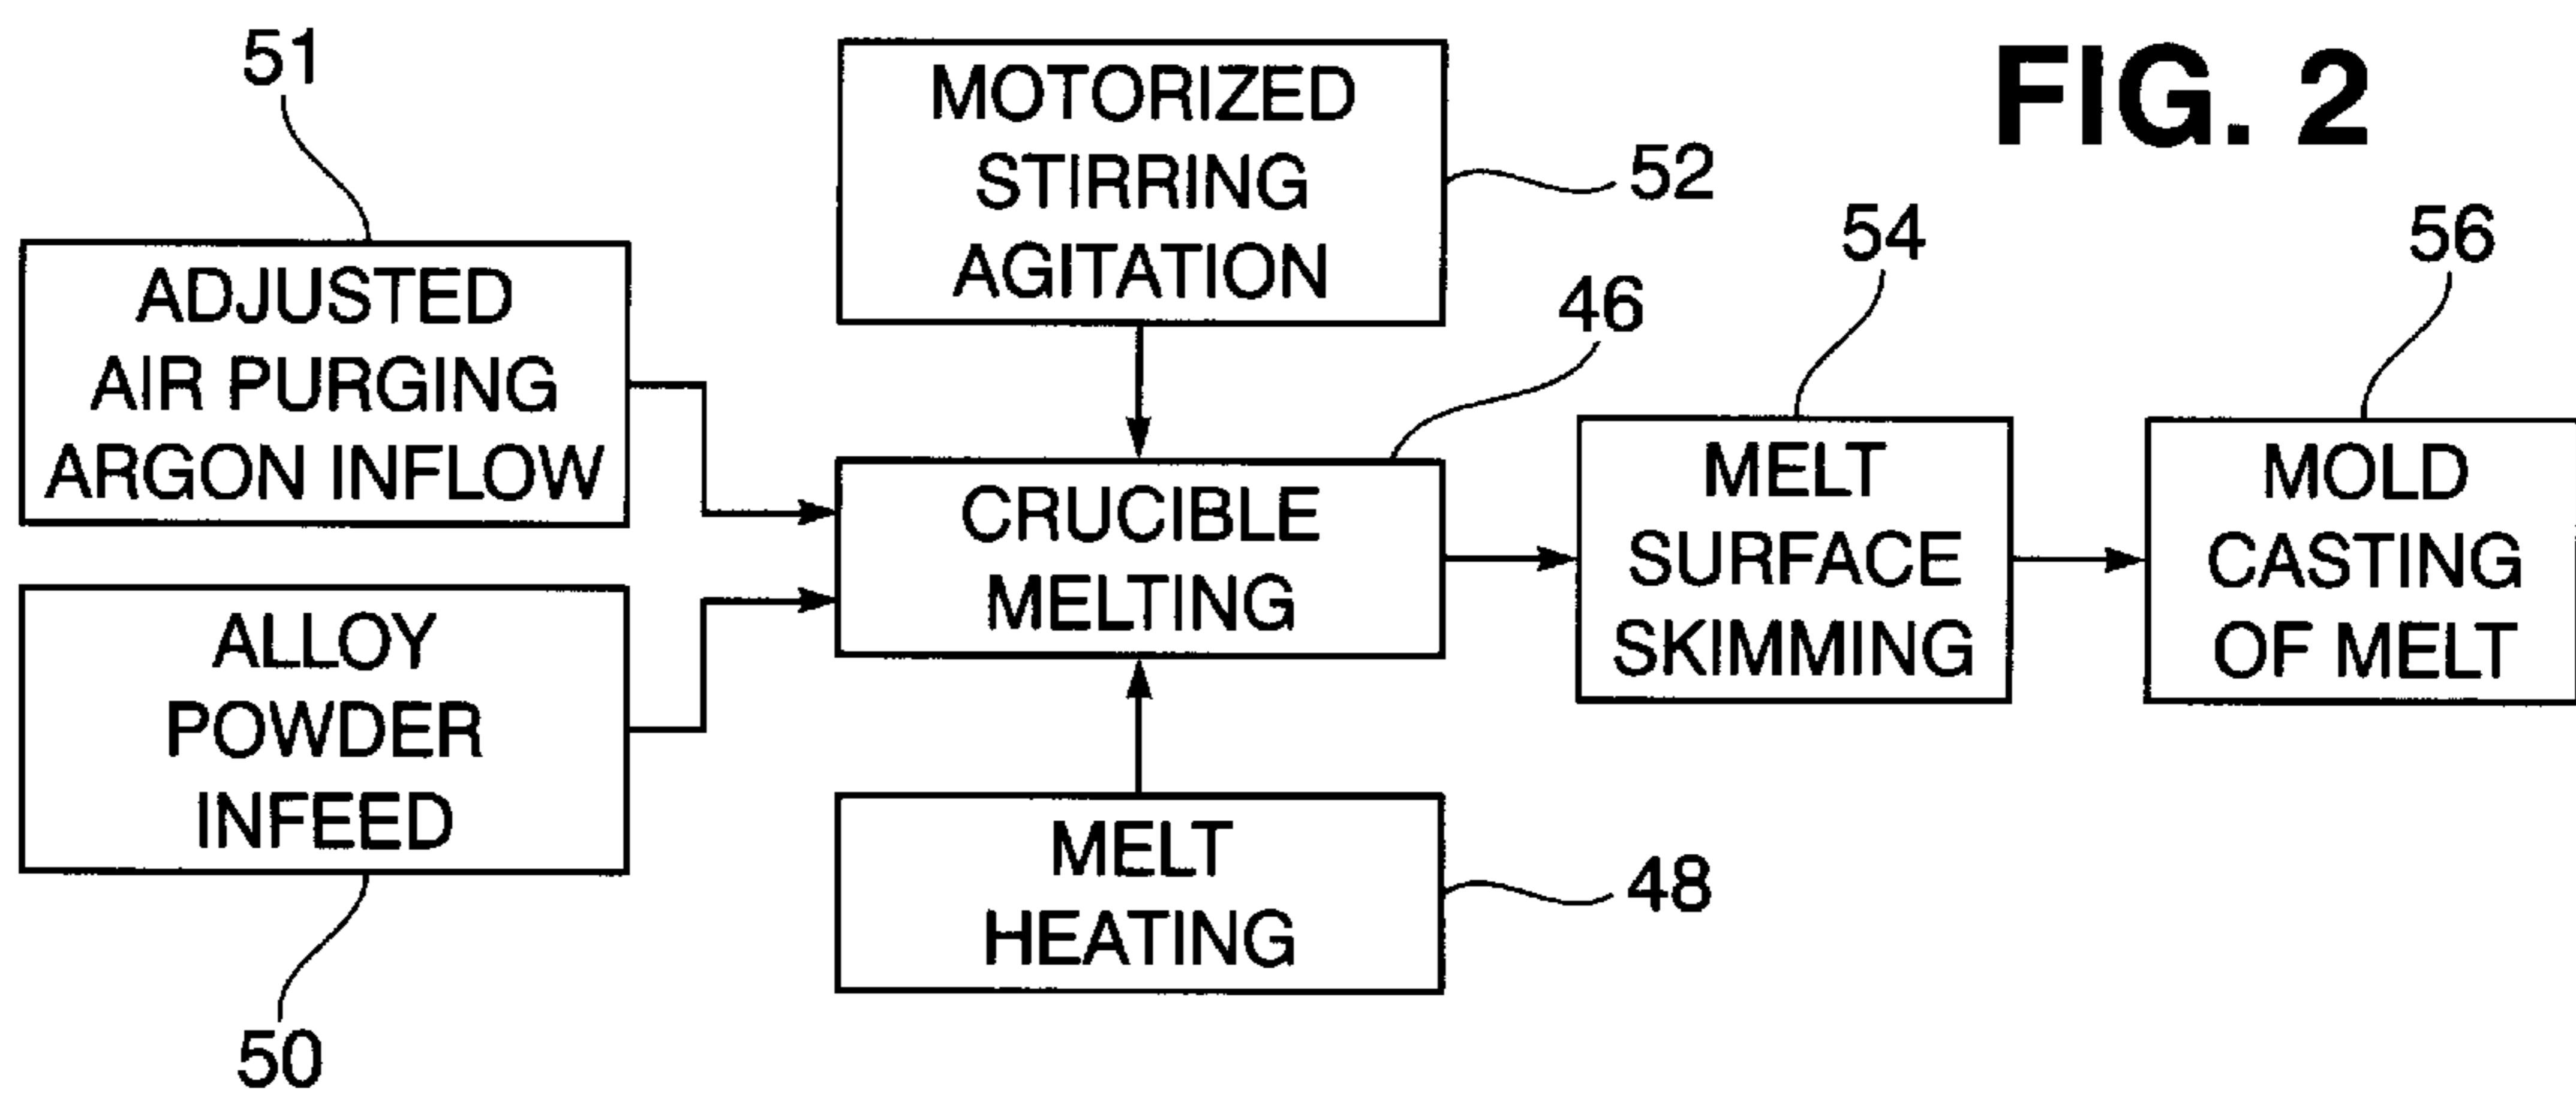 FIG. 2
51
ADJUSTED
AIR PURGING
ARGON INFLOW
MOTORIZED
STIRRING
AGITATION
52
46
CRUCIBLE
MELTING
54
MELT
SURFACE
SKIMMING
56
MOLD
CASTING
OF MELT
ALLOY
POWDER
INFEED
50
MELT
HEATING
48